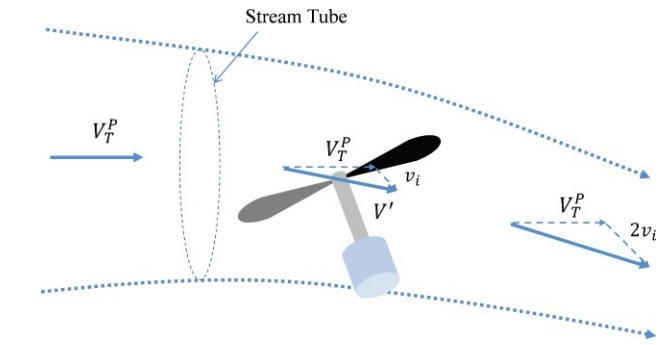 Stream Tube
$V_T^P$
$V_T^P$
$v_i$
$V'$
$V_T^P$
$2v_i$